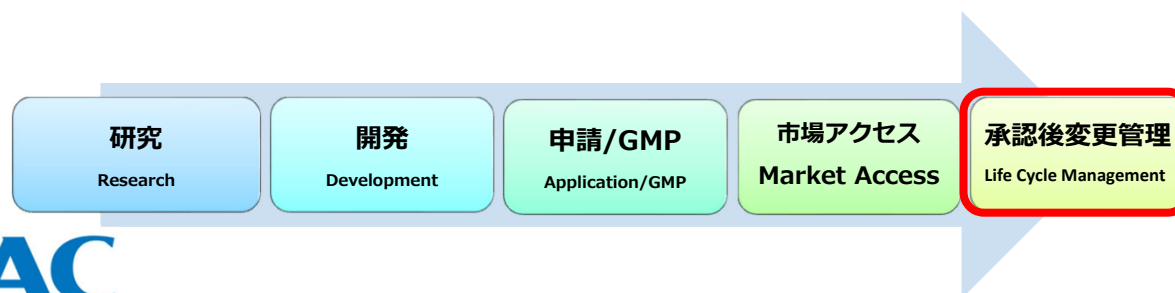 研究
Research
開発
Development
申請/GMP
Application/GMP
市場アクセス
Market Access
承認後変更管理
Life Cycle Management
AC